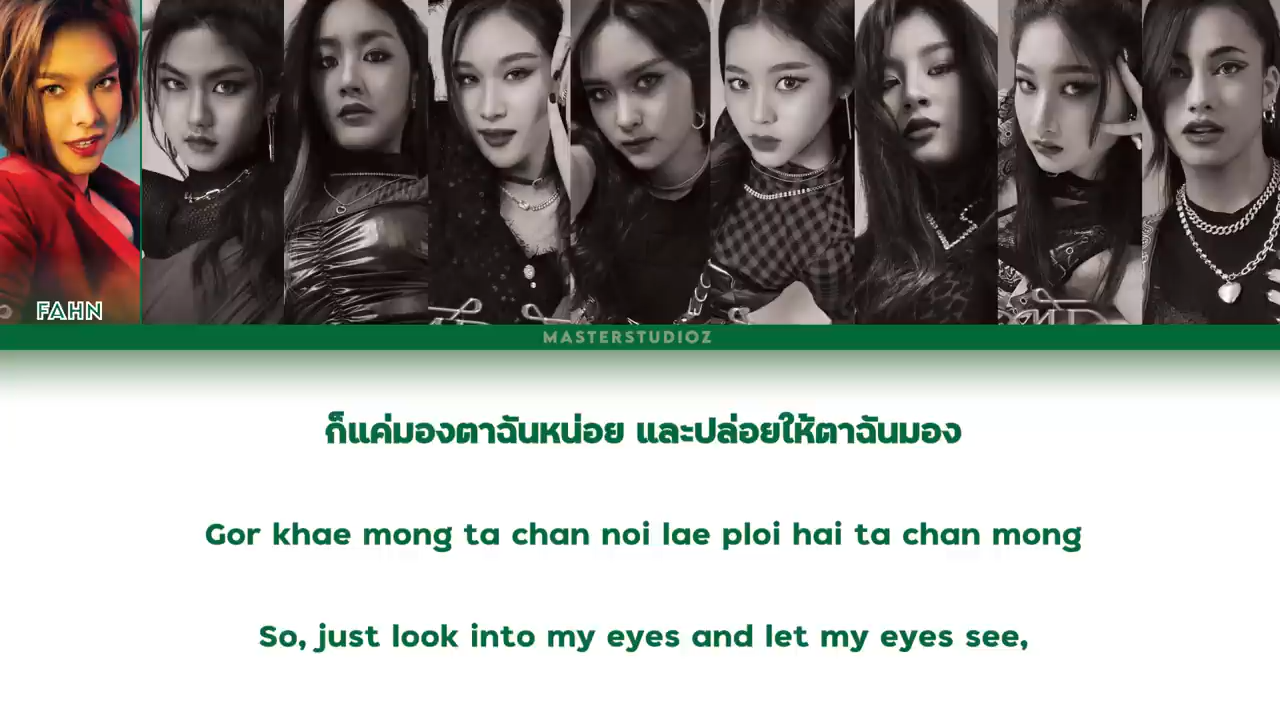 FAHN
MASTERSTUDIOZ
ก็แค่มองตาฉันหน่อย และปล่อยให้ตาฉันมอง
Gor khae mong ta chan noi lae ploi hai ta chan mong
So, just look into my eyes and let my eyes see,